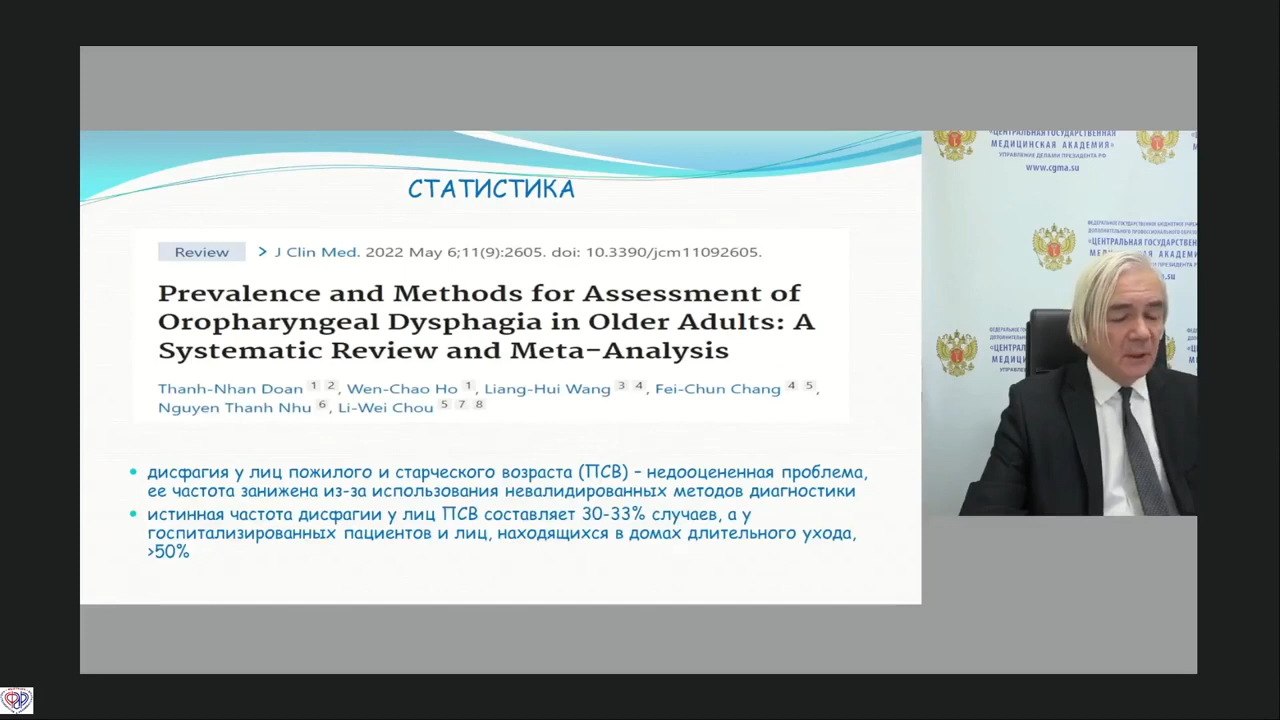 СТАТИСТИКА
Review > J Clin Med. 2022 May 6;11(9):2605. doi: 10.3390/jcm11092605.
Prevalence and Methods for Assessment of
Oropharyngeal Dysphagia in Older Adults: A
Systematic Review and Meta-Analysis
Thanh-Nhan Doan 1 2, Wen-Chao Ho 1, Liang-Hui Wang 3 4, Fei-Chun Chang 4 5,
Nguyen Thanh Nhu 6, Li-Wei Chou 5 7 8
• дисфагия у лиц пожилого и старческого возраста (ПСВ) – недооцененная проблема,
ее частота занижена из-за использования невалидированных методов диагностики
• истинная частота дисфагии у лиц ПСВ составляет 30-33% случаев, а у
госпитализированных пациентов и лиц, находящихся в домах длительного ухода,
>50%
«ЦЕНТРАЛЬНАЯ ГОСУДАРСТВЕННАЯ
МЕДИЦИНСКАЯ АКАДЕМИЯ»
УПРАВЛЕНИЕ ДЕЛАМИ ПРЕЗИДЕНТА РФ
www.cgma.su
«ЦЕНТРАЛЬНАЯ